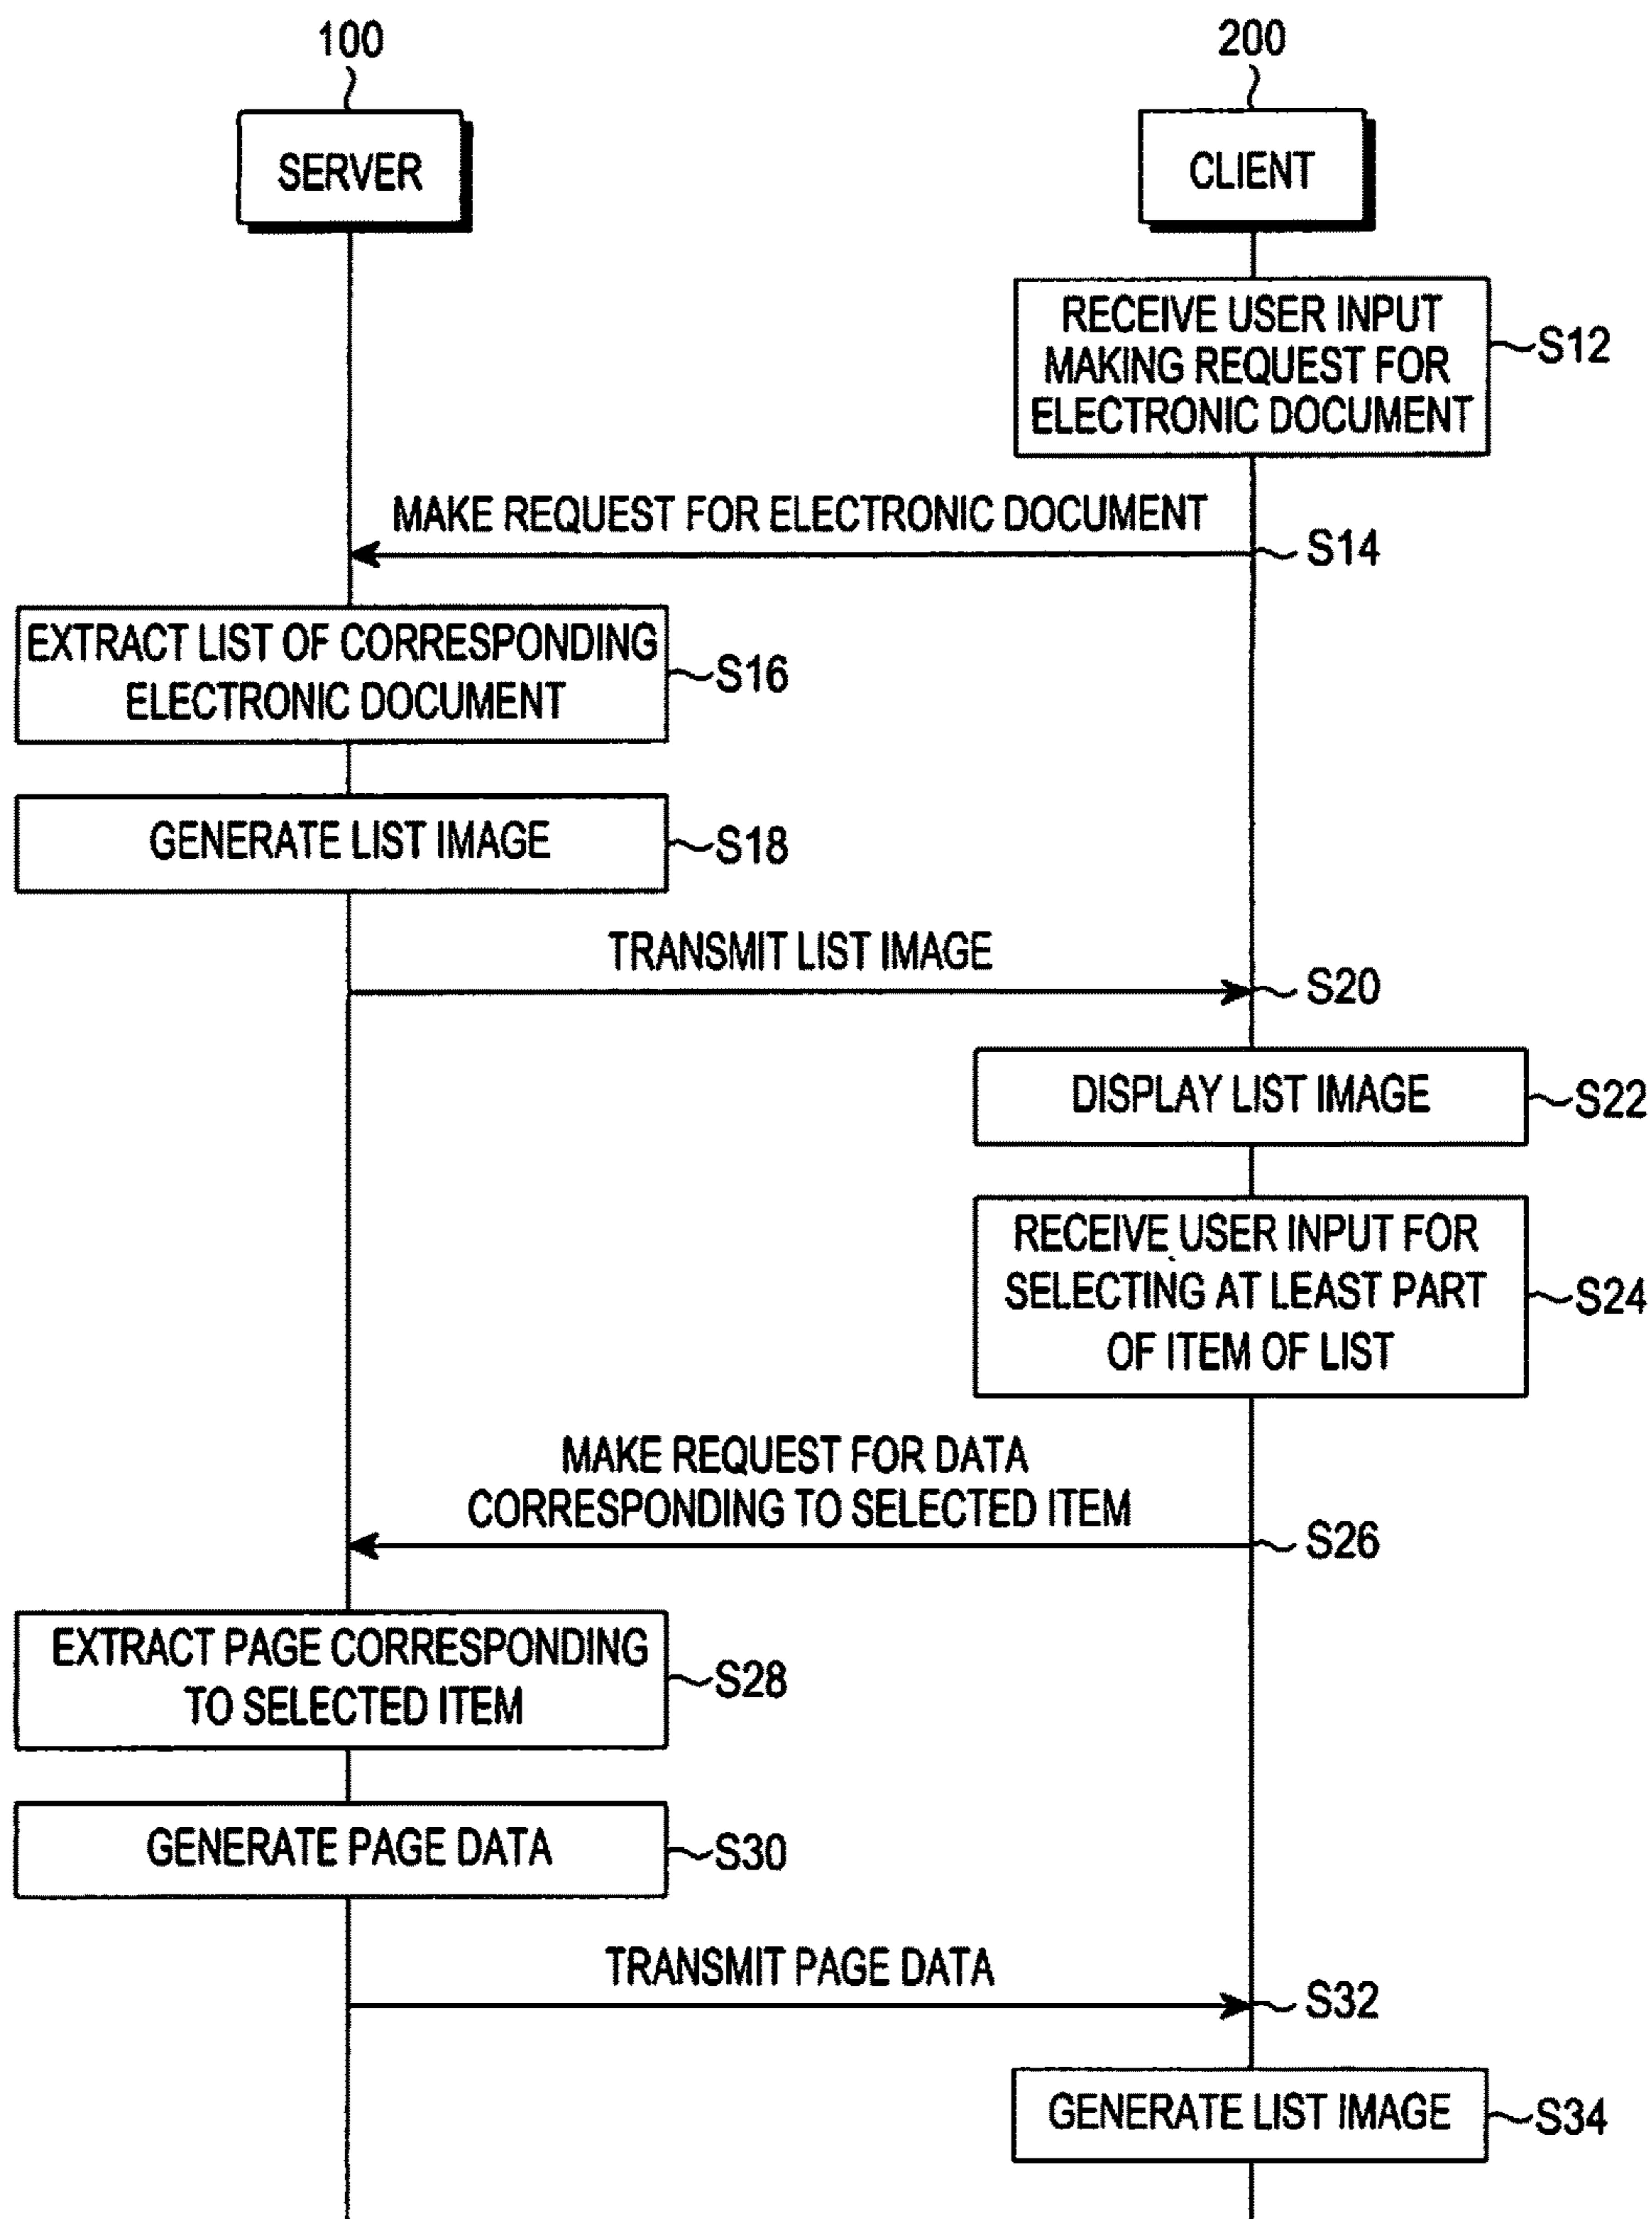 100
200
SERVER
CLIENT
RECEIVE USER INPUT
MAKING REQUEST FOR
ELECTRONIC DOCUMENT
S12
MAKE REQUEST FOR ELECTRONIC DOCUMENT
S14
EXTRACT LIST OF CORRESPONDING
ELECTRONIC DOCUMENT
S16
GENERATE LIST IMAGE
S18
TRANSMIT LIST IMAGE
S20
DISPLAY LIST IMAGE
S22
RECEIVE USER INPUT FOR
SELECTING AT LEAST PART
OF ITEM OF LIST
S24
MAKE REQUEST FOR DATA
CORRESPONDING TO SELECTED ITEM
S26
EXTRACT PAGE CORRESPONDING
TO SELECTED ITEM
S28
GENERATE PAGE DATA
S30
TRANSMIT PAGE DATA
S32
GENERATE LIST IMAGE
S34